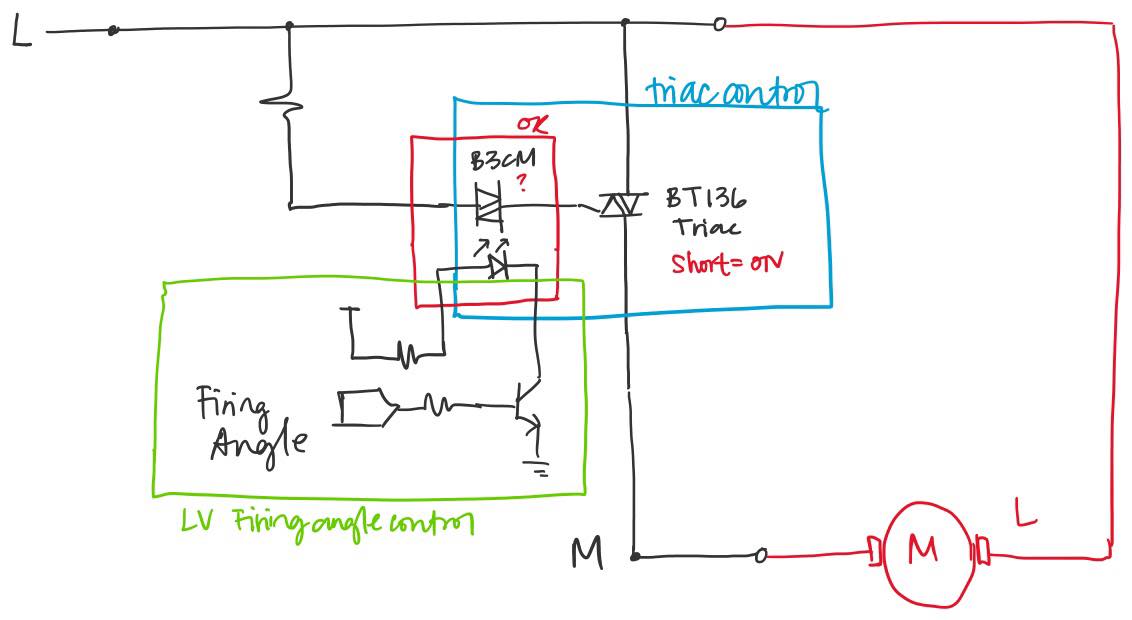 L
triac control
OK
B3CM
?
BT136
Triac
short = ON
Firing
Angle
LV Firing angle control
M
M
L